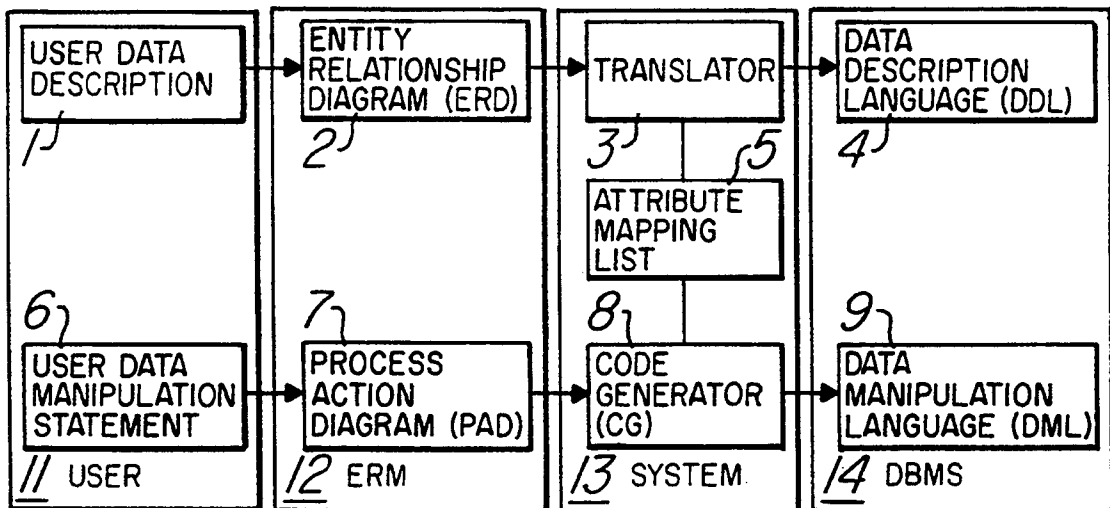 USER DATA
DESCRIPTION
1
ENTITY
RELATIONSHIP
DIAGRAM (ERD)
2
TRANSLATOR
3
DATA
DESCRIPTION
LANGUAGE (DDL)
4
5
ATTRIBUTE
MAPPING
LIST
6
USER DATA
MANIPULATION
STATEMENT
7
PROCESS
ACTION
DIAGRAM (PAD)
8
CODE
GENERATOR
(CG)
9
DATA
MANIPULATION
LANGUAGE (DML)
11 USER
12 ERM
13 SYSTEM
14 DBMS